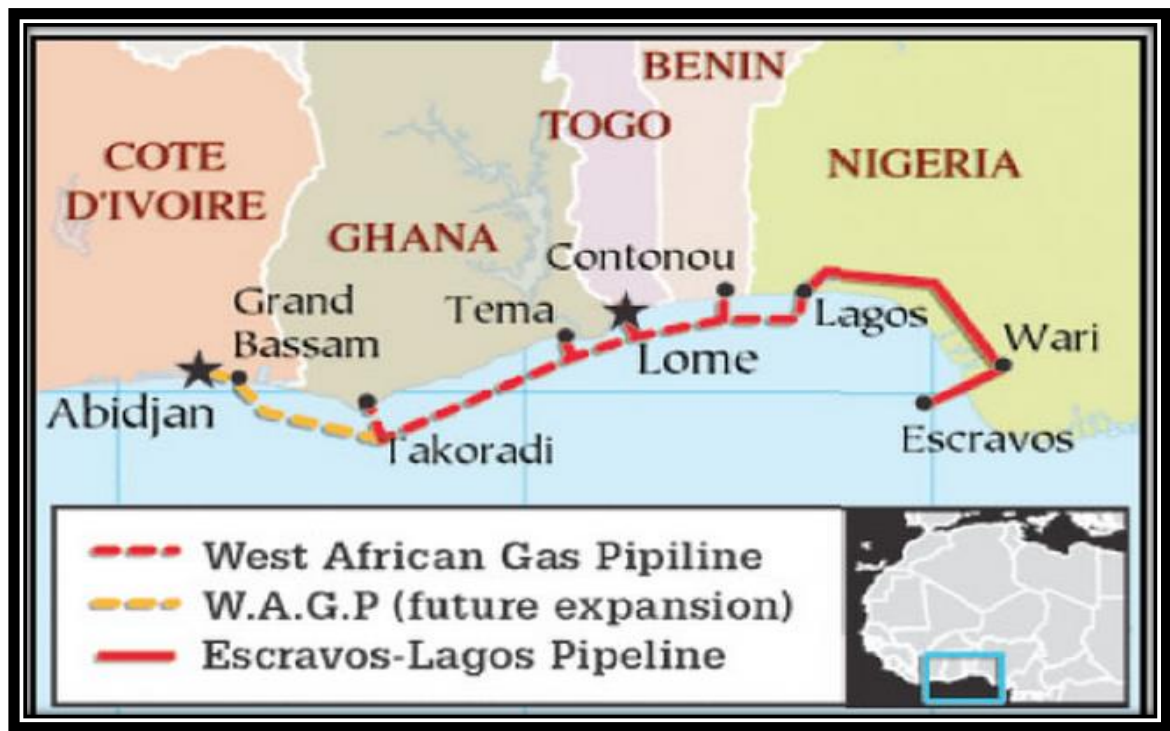 BENIN
TOGO
COTE
D'IVOIRE
NIGERIA
GHANA
Contonou
Grand
Bassam
Tema
Lagos
Wari
Lome
Abidjan
Takoradi
Escravos
West African Gas Pipiline
W.A.G.P (future expansion)
Escravos-Lagos Pipeline